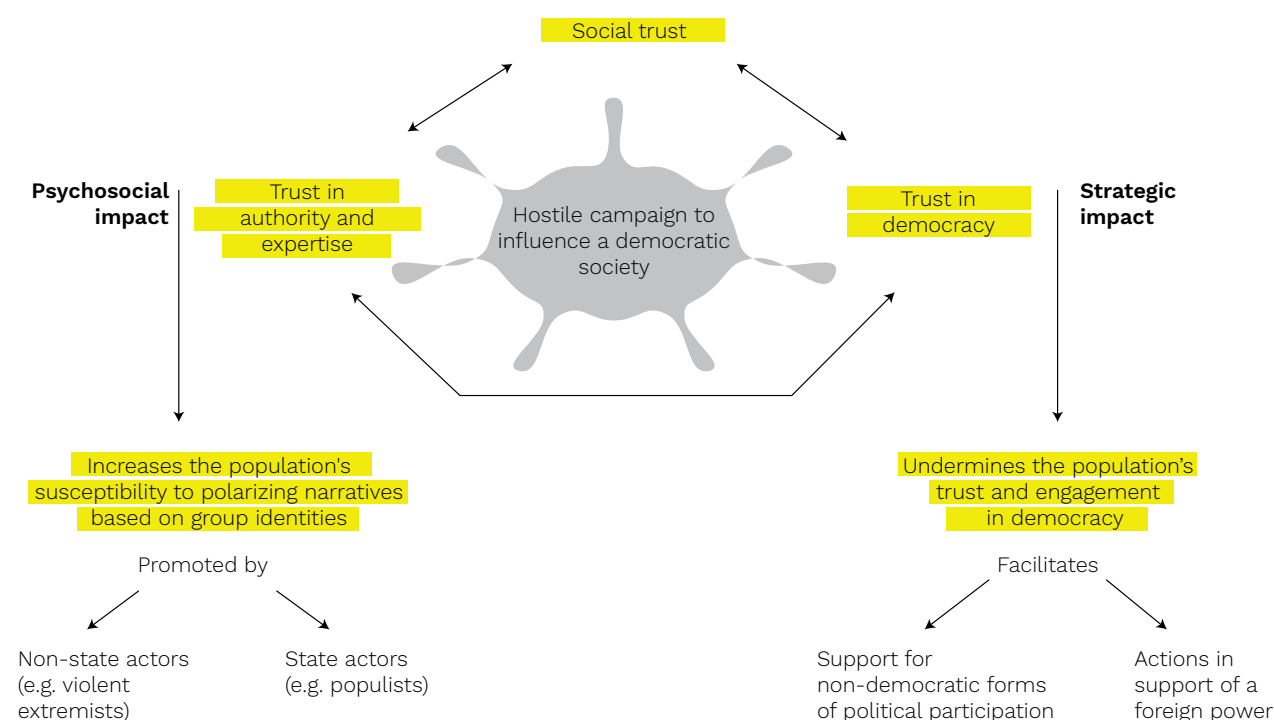 Social trust
Psychosocial
impact
Trust in
authority and
expertise
Hostile campaign to
influence a democratic
society
Trust in
democracy
Strategic
impact
Increases the population's
susceptibility to polarizing narratives
based on group identities
Promoted by
Non-state actors
(e.g. violent
extremists)
State actors
(e.g. populists)
Undermines the population’s
trust and engagement
in democracy
Facilitates
Support for
non-democratic forms
of political participation
Actions in
support of a
foreign power